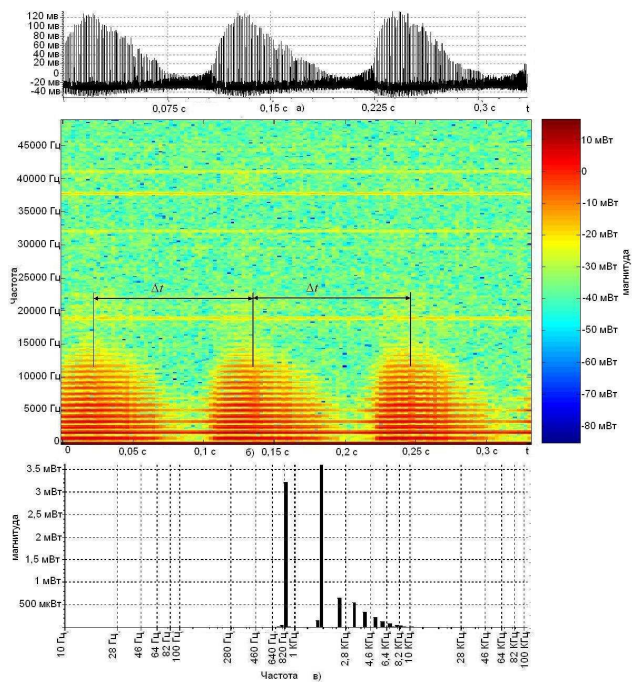 120 мв
100 мв
80 мв
60 мв
40 мв
20 мв
0
-20 мв
-40 мв
0,075 с
0,15 с
а)
0,225 с
0,3 с
t
Частота
45000 Гц
40000 Гц
35000 Гц
30000 Гц
25000 Гц
20000 Гц
15000 Гц
10000 Гц
5000 Гц
0
Δt
Δt
10 мВт
0
-20 мВт
-30 мВт
-40 мВт
-50 мВт
-60 мВт
-70 мВт
-80 мВт
магнитуда
0
0,05 с
0,1 с
б)
0,15 с
0,2 с
0,25 с
0,3 с
t
магнитуда
3.5 мВт
3 мВт
2,5 мВт
2 мВт
1,5 мВт
1 мВт
500 мкВт
10 Гц
28 Гц
46 Гц
64 Гц
82 Гц
100 Гц
280 Гц
460 Гц
640 Гц
820 Гц
1 КГц
2,8 КГц
4,6 КГц
6,4 КГц
8,2 КГц
10 КГц
28 КГц
46 КГц
64 КГц
82 КГц
100 КГц
Частота
в)